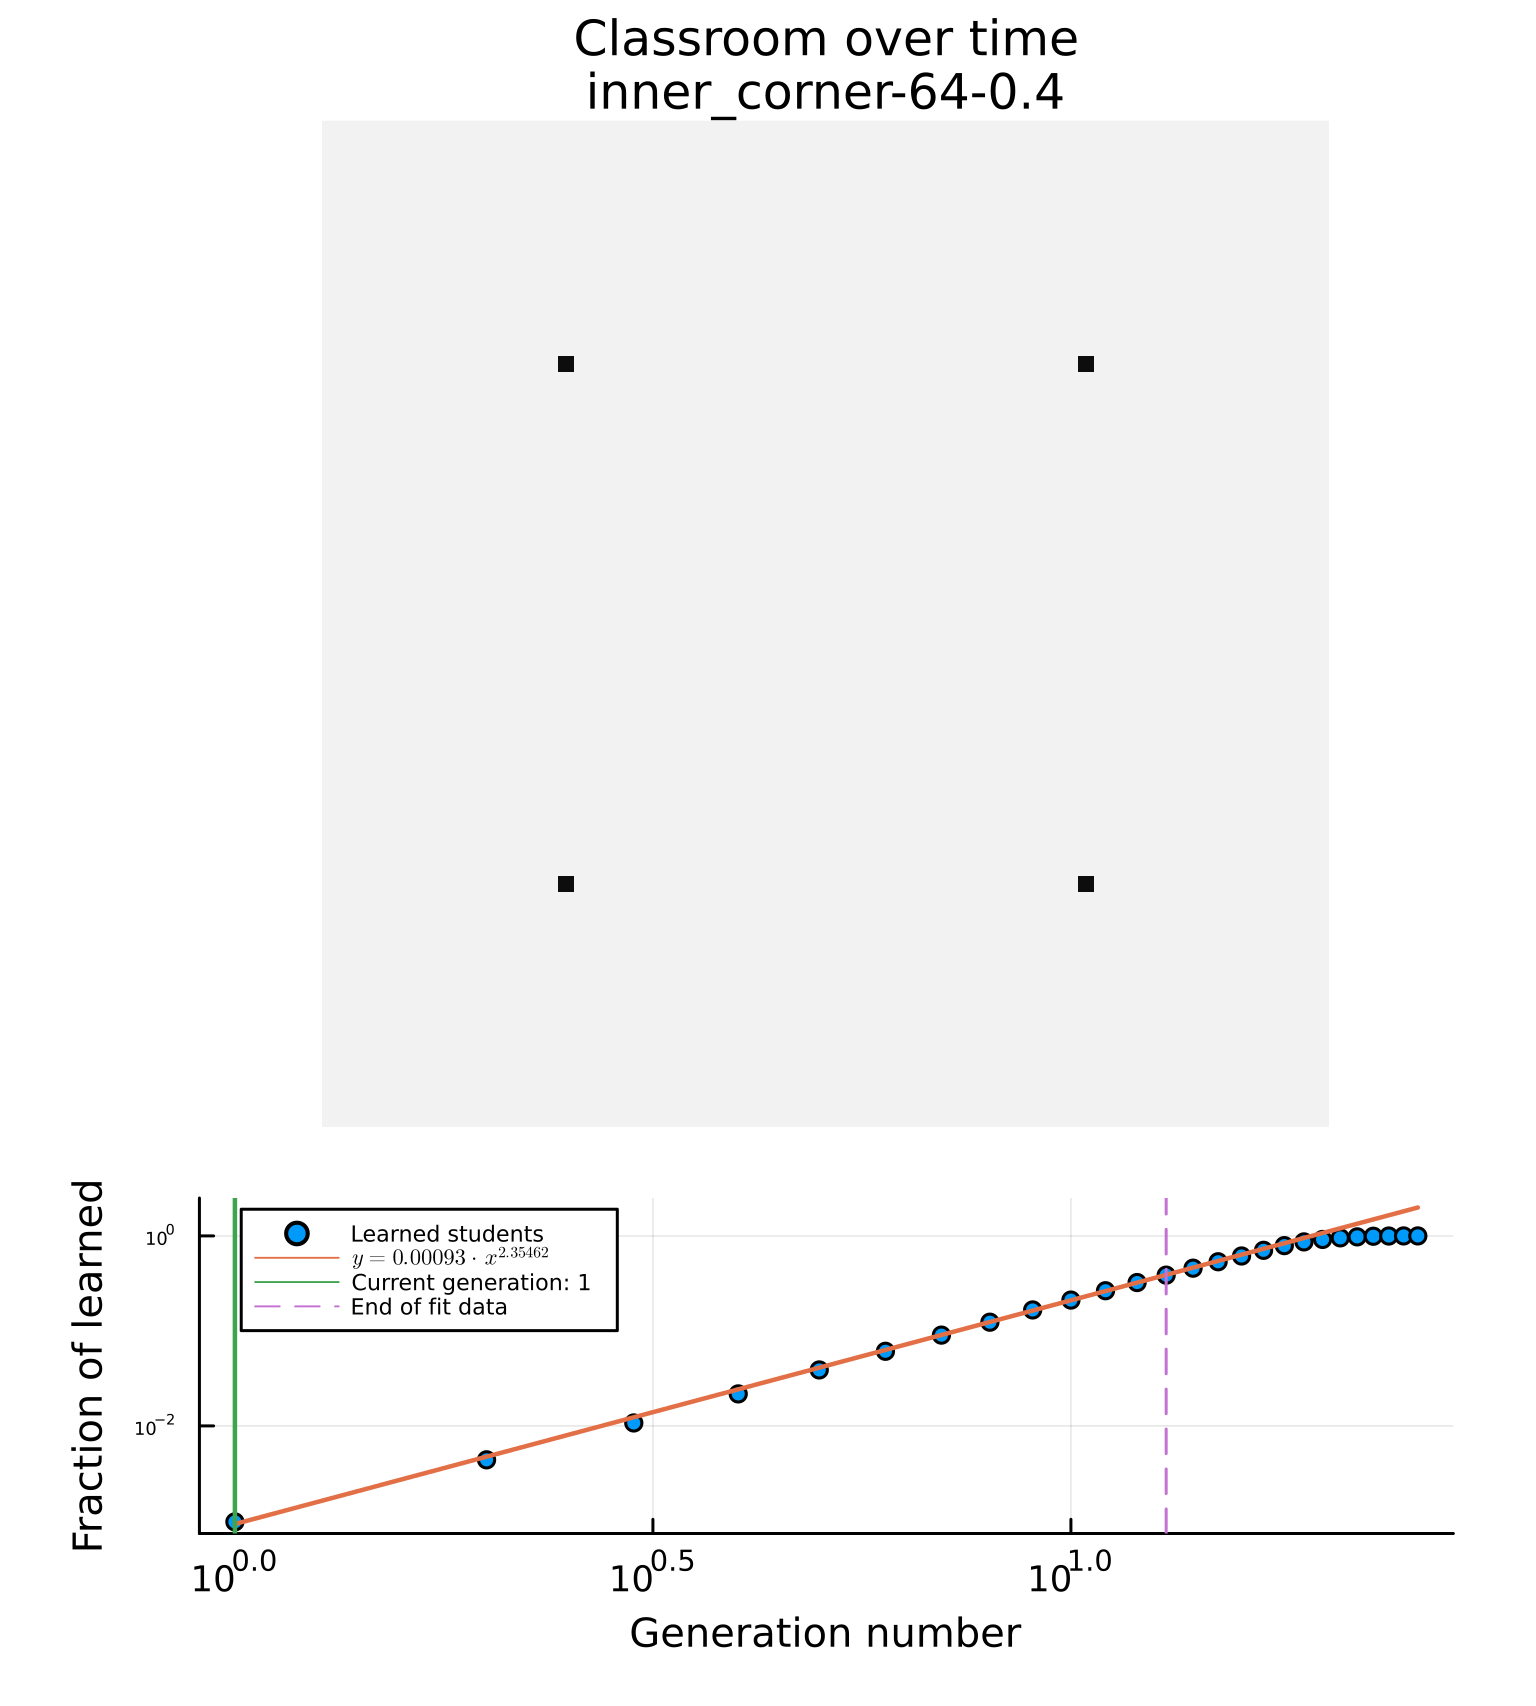 Classroom over time
inner_corner-64-0.4
Fraction of learned
10^0
10^−2
Learned students
y = 0.00093 · x^2.35462
Current generation: 1
End of fit data
10^0.0
10^0.5
10^1.0
Generation number